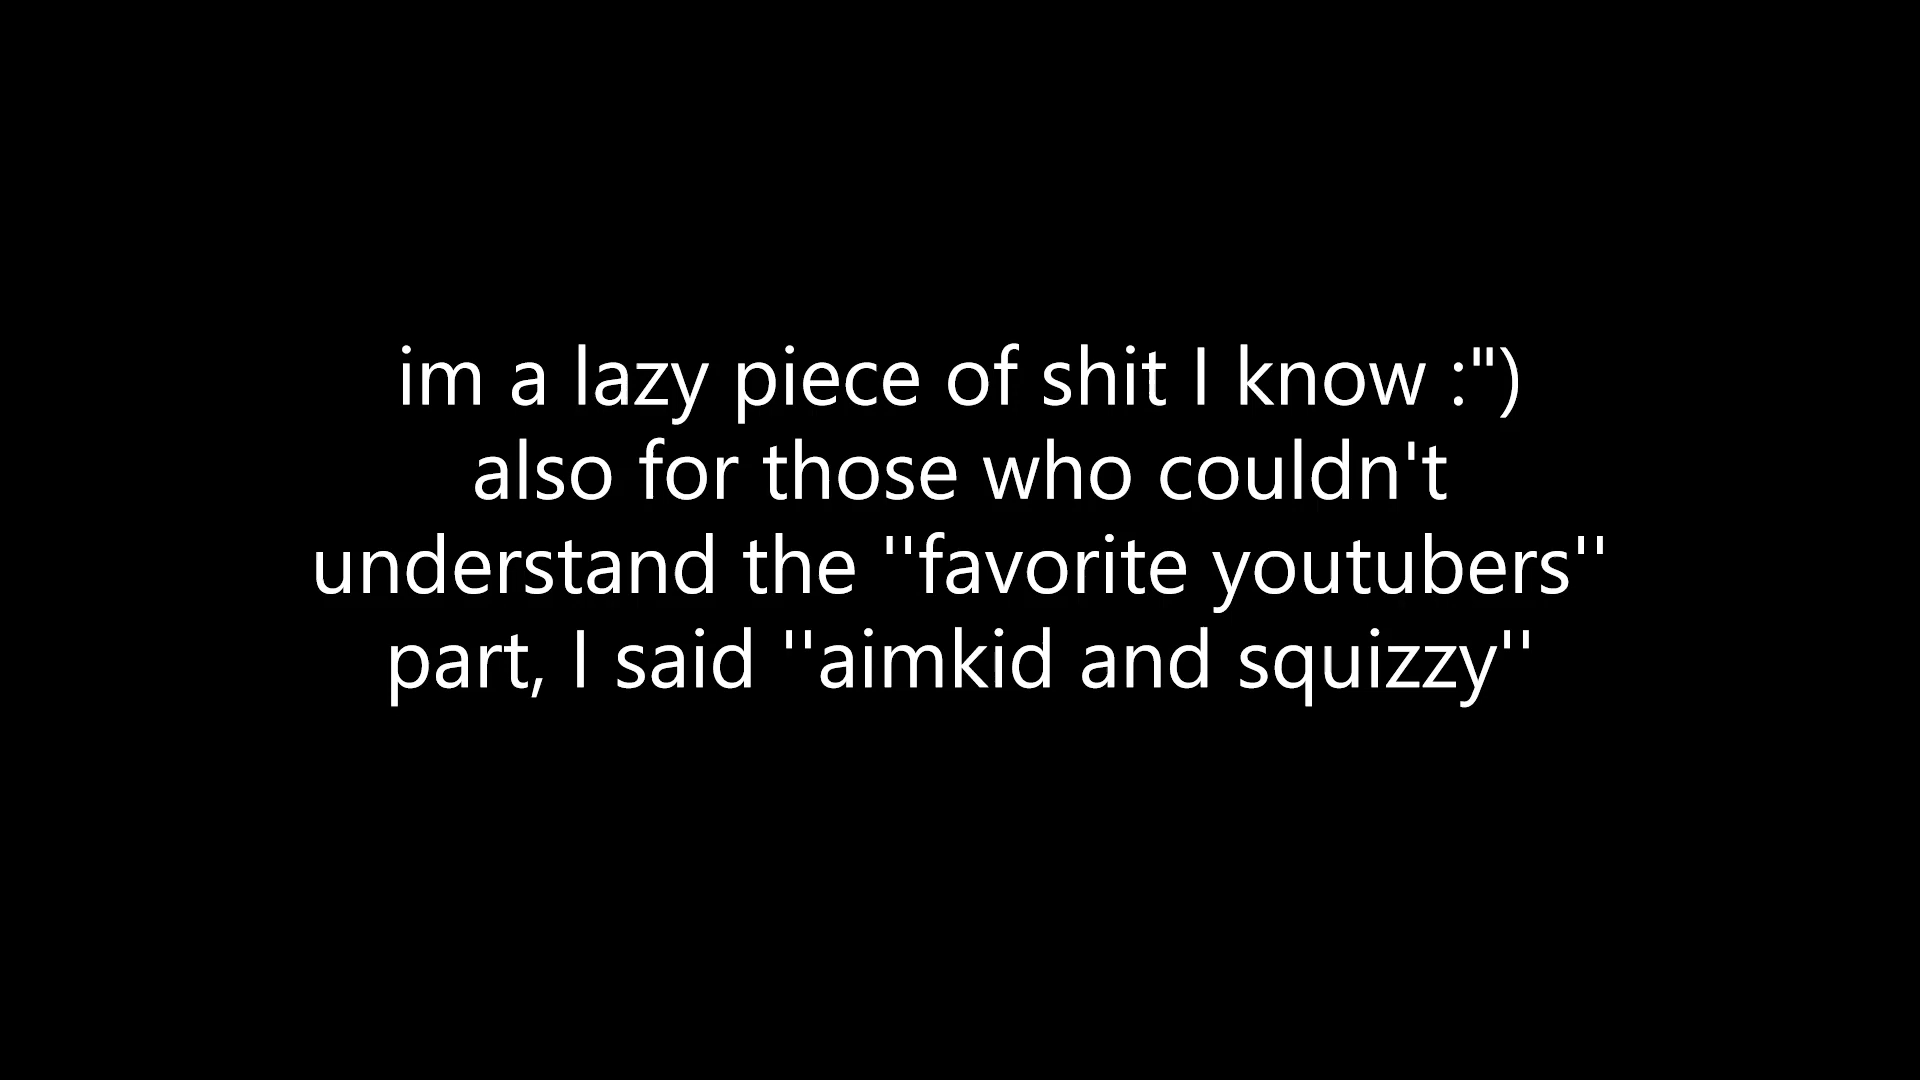 im a lazy piece of shit I know :")
also for those who couldn't
understand the ''favorite youtubers''
part, I said ''aimkid and squizzy''